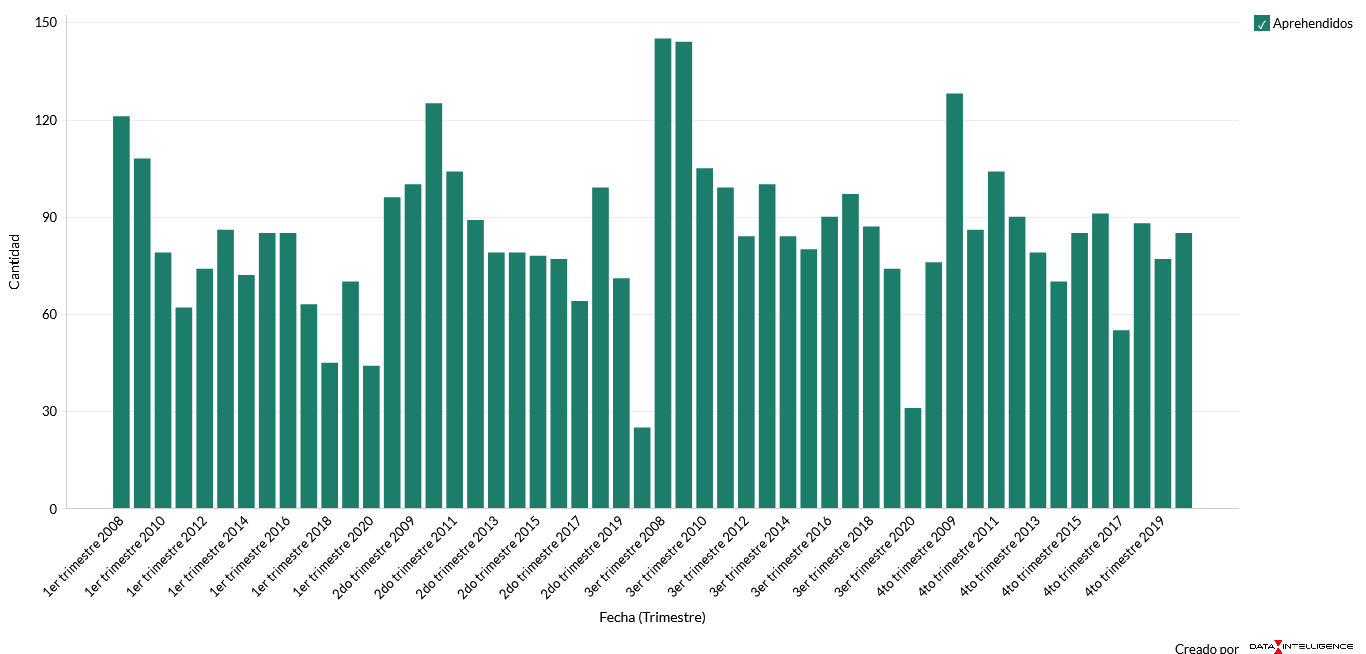 150
120
90
60
30
0
Cantidad
1er trimestre 2008
1er trimestre 2010
1er trimestre 2012
1er trimestre 2014
1er trimestre 2016
1er trimestre 2018
1er trimestre 2020
2do trimestre 2009
2do trimestre 2011
2do trimestre 2013
2do trimestre 2015
2do trimestre 2017
2do trimestre 2019
3er trimestre 2008
3er trimestre 2010
3er trimestre 2012
3er trimestre 2014
3er trimestre 2016
3er trimestre 2018
3er trimestre 2020
4to trimestre 2009
4to trimestre 2011
4to trimestre 2013
4to trimestre 2015
4to trimestre 2017
4to trimestre 2019
Fecha (Trimestre)
Aprehendidos
Creado por DATA INTELLIGENCE